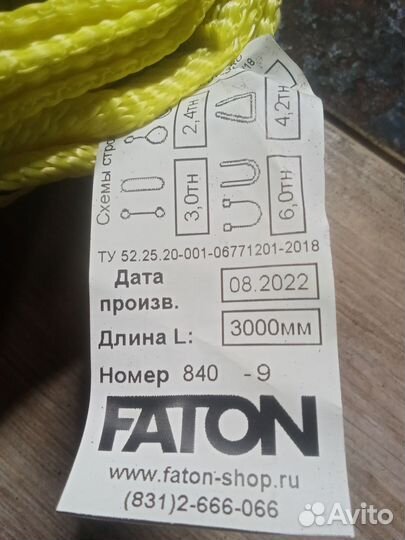 Схемы
2,4тн
4,2тн
3,0тн
6,0тн
ТУ 52.25.20-001-06771201-2018
Дата
произв.
08.2022
Длина L:
3000мм
Номер 840 -9
FATON
www.faton-shop.ru
(831)2-666-066
Avito